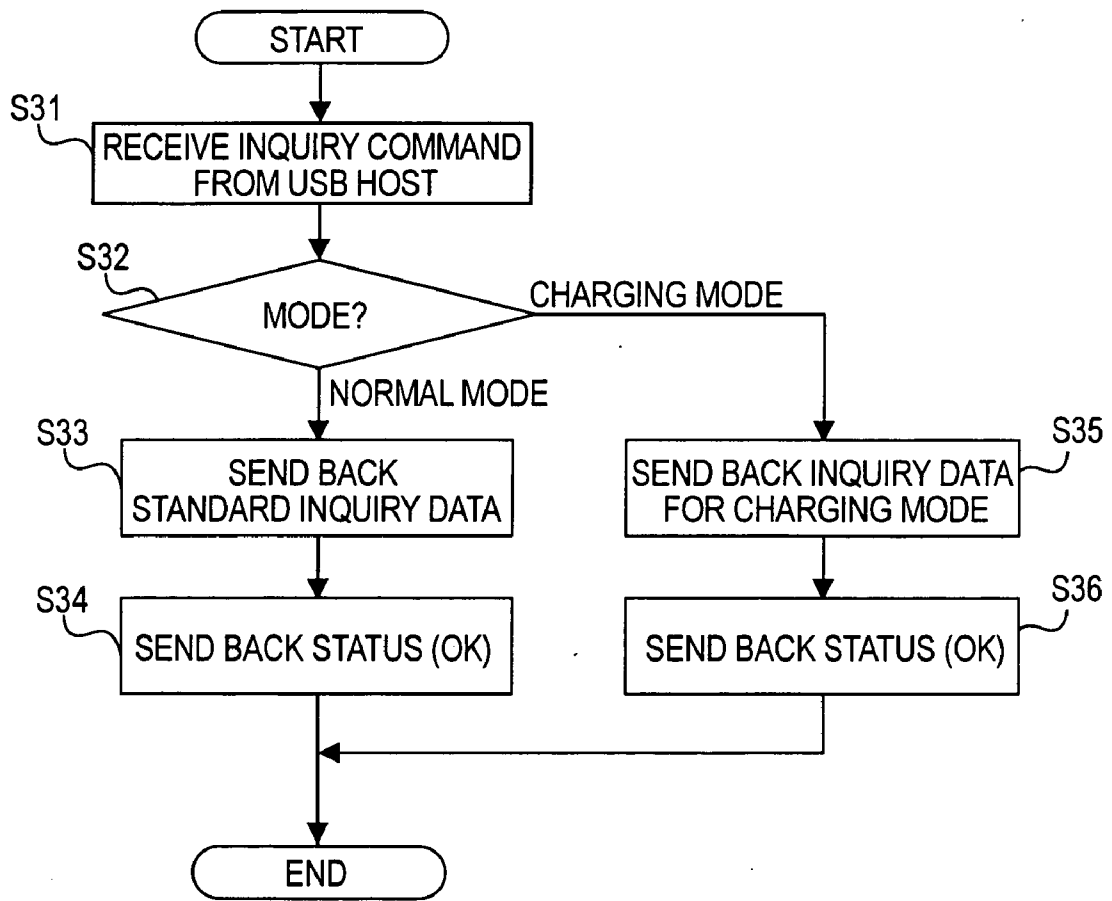 START
S31
RECEIVE INQUIRY COMMAND
FROM USB HOST
S32
MODE?
CHARGING MODE
NORMAL MODE
S33
SEND BACK
STANDARD INQUIRY DATA
S35
SEND BACK INQUIRY DATA
FOR CHARGING MODE
S34
SEND BACK STATUS (OK)
S36
SEND BACK STATUS (OK)
END